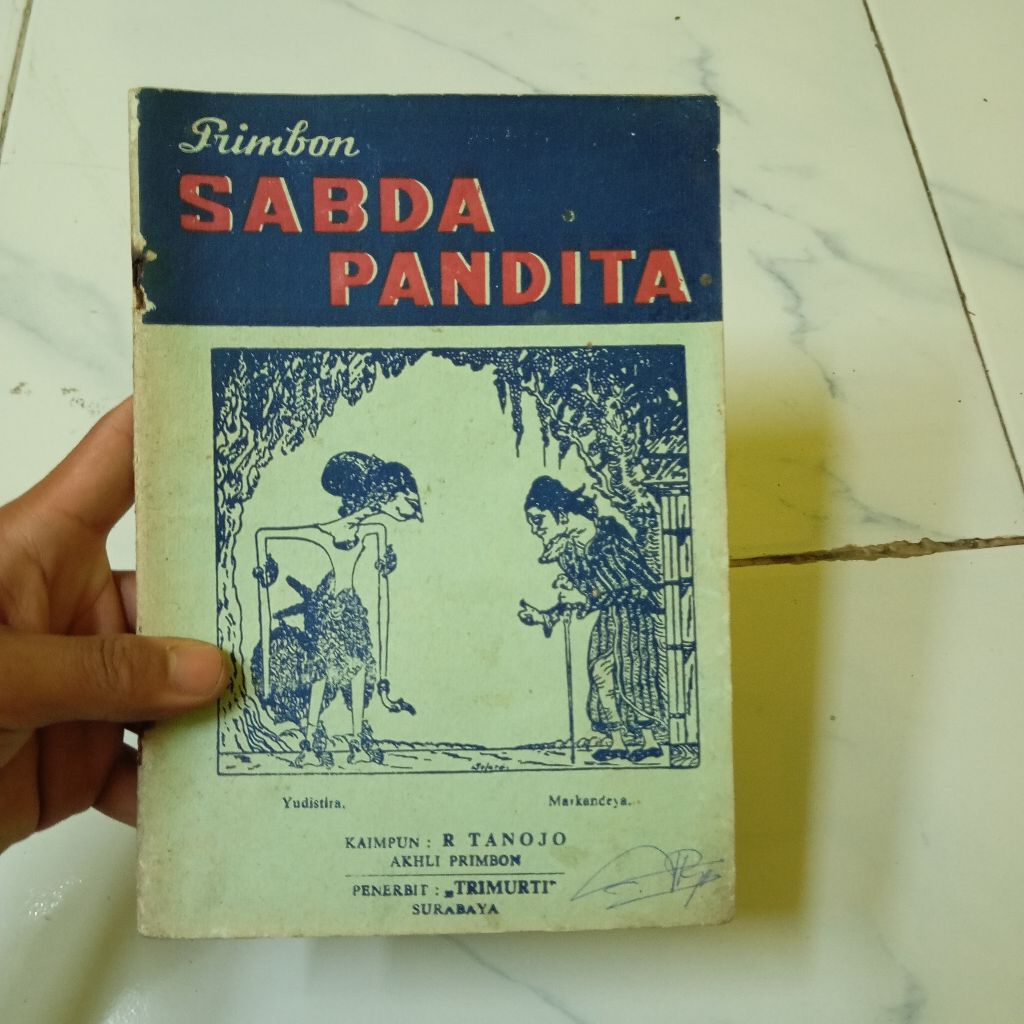 Primbon
SABDA
PANDITA
Yudistira,
Markandeya.
KAIMPUN : R TANOJO
AKHLI PRIMBON
PENERBIT : „TRIMURTI"
SURABAYA